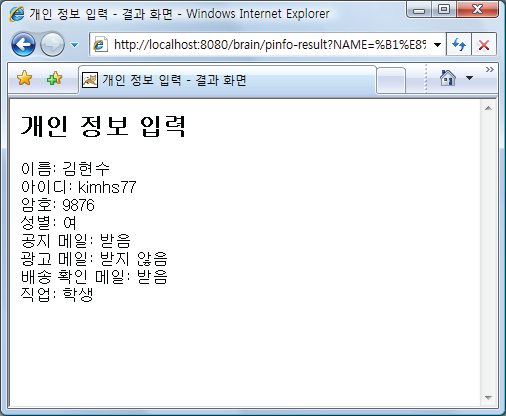 개인 정보 입력 - 결과 화면 - Windows Internet Explorer
http://localhost:8080/brain/pinfo-result?NAME=%B1%E8%
개인 정보 입력 - 결과 화면
개인 정보 입력
이름: 김현수
아이디: kimhs77
암호: 9876
성별: 여
공지 메일: 받음
광고 메일: 받지 않음
배송 확인 메일: 받음
직업: 학생